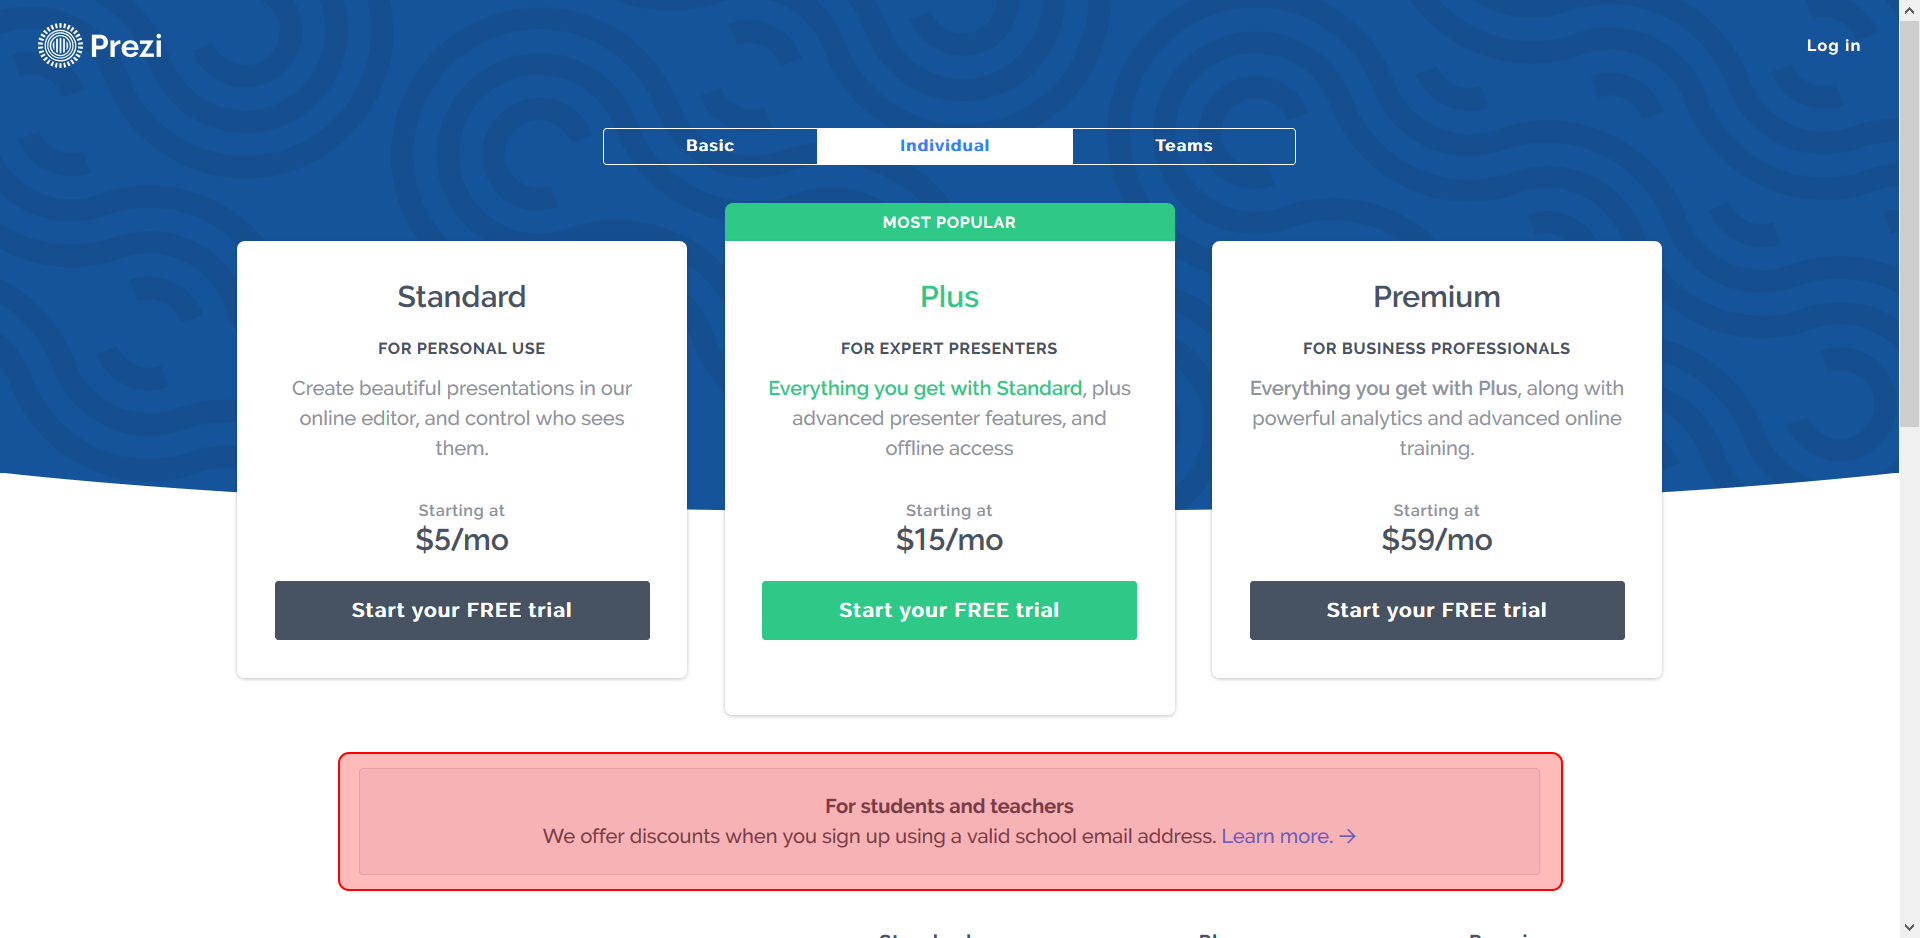 Prezi
Log in
Basic
Individual
Teams
MOST POPULAR
Standard
FOR PERSONAL USE
Create beautiful presentations in our
online editor, and control who sees
them.
Starting at
$5/mo
Start your FREE trial
Plus
FOR EXPERT PRESENTERS
Everything you get with Standard, plus
advanced presenter features, and
offline access
Starting at
$15/mo
Start your FREE trial
Premium
FOR BUSINESS PROFESSIONALS
Everything you get with Plus, along with
powerful analytics and advanced online
training.
Starting at
$59/mo
Start your FREE trial
For students and teachers
We offer discounts when you sign up using a valid school email address. Learn more. →